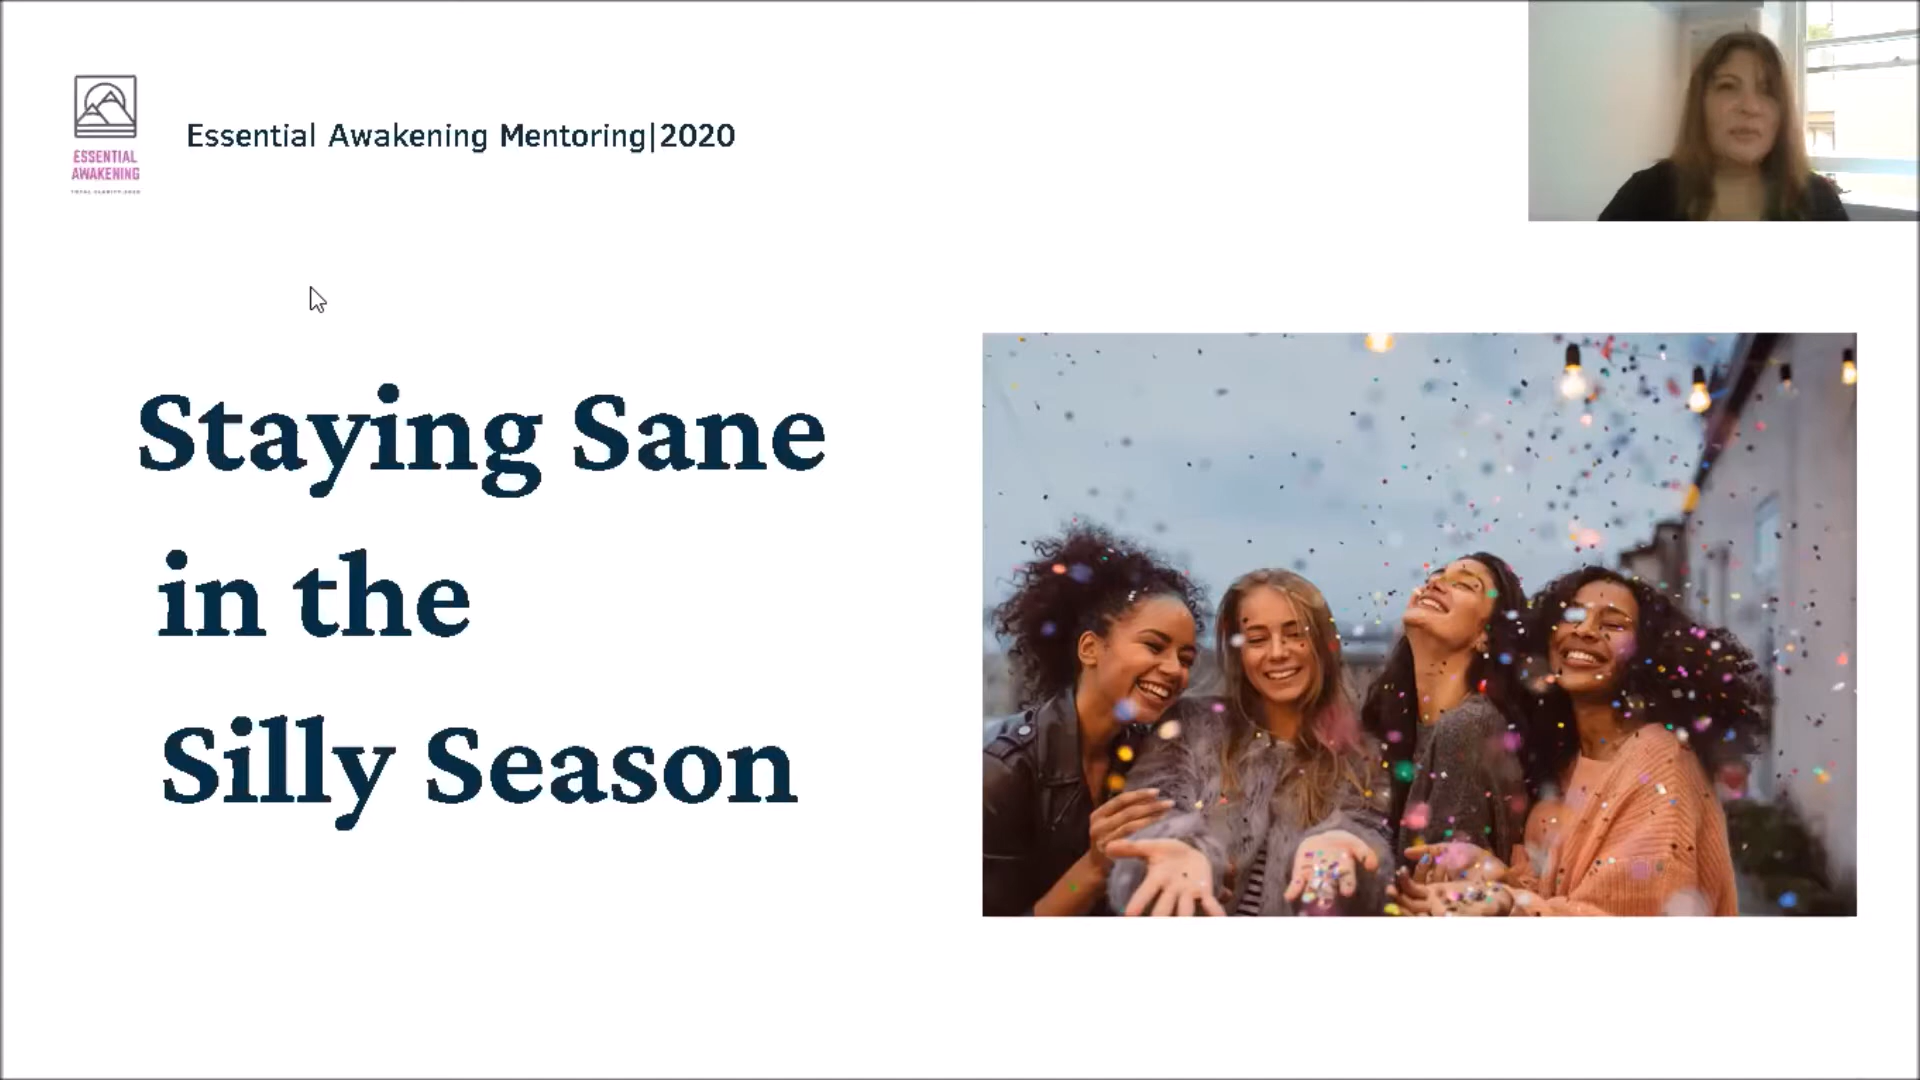 ESSENTIAL
AWAKENING
Essential Awakening Mentoring|2020
Staying Sane
in the
Silly Season